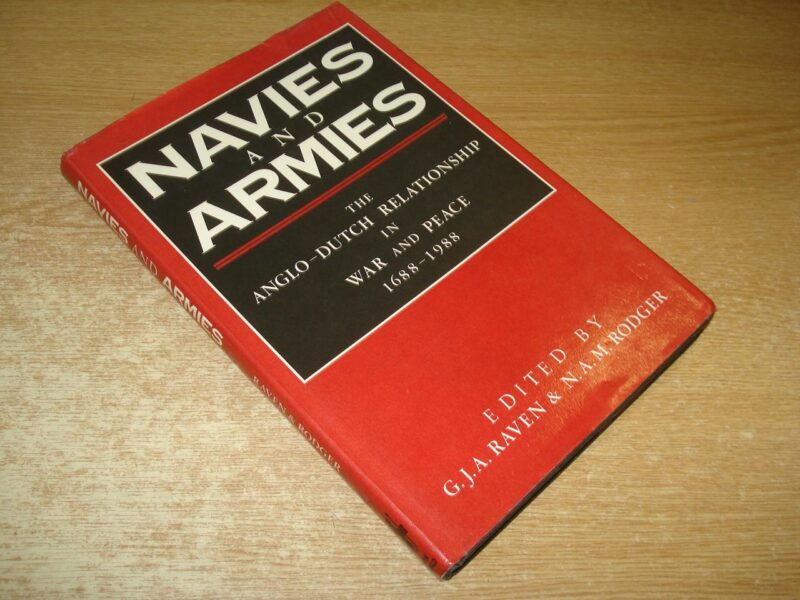 NAVIES
AND
ARMIES
THE
ANGLO-DUTCH RELATIONSHIP
IN
WAR AND PEACE
1688-1988
EDITED BY
G.J.A. RAVEN & N.A.M. RODGER
NAVIES AND ARMIES
RAVEN & RODGER